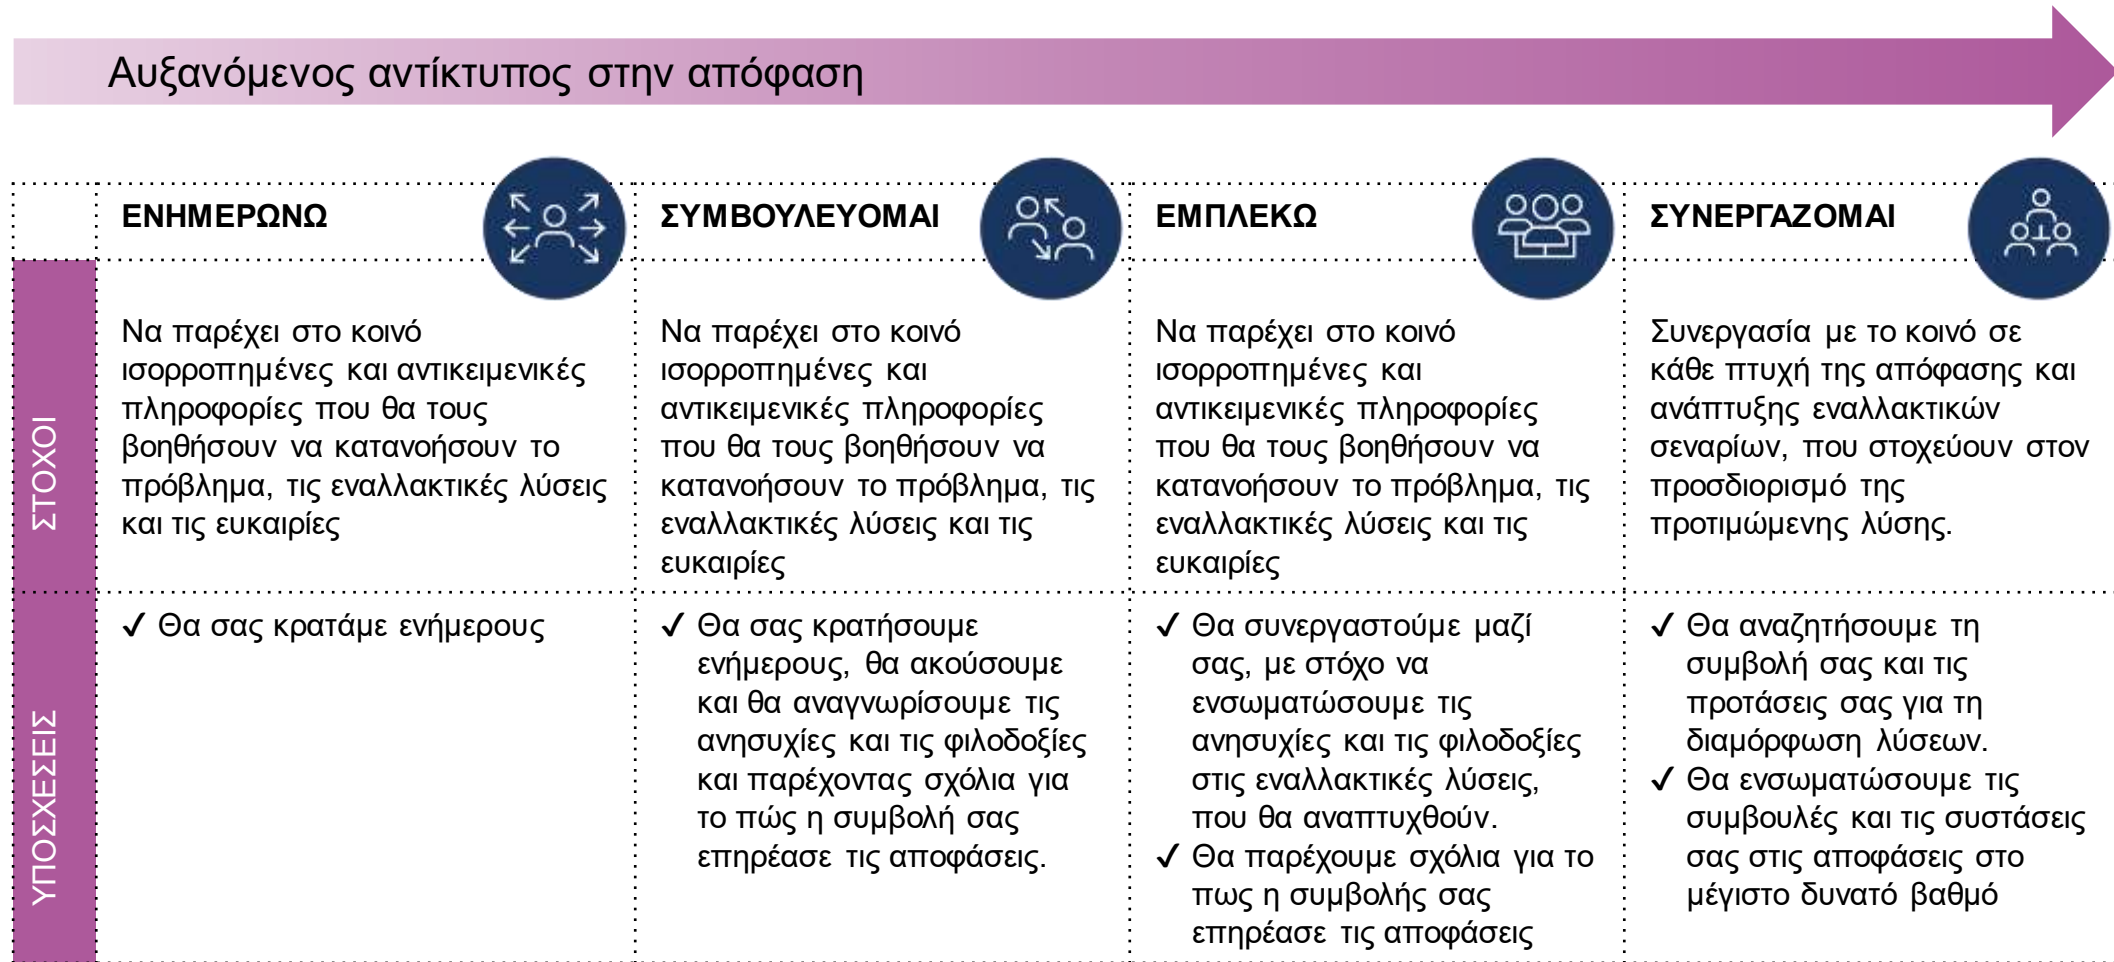 Αυξανόμενος αντίκτυπος στην απόφαση
ΕΝΗΜΕΡΩΝΩ
ΣΥΜΒΟΥΛΕΥΟΜΑΙ
ΕΜΠΛΕΚΩ
ΣΥΝΕΡΓΑΖΟΜΑΙ
ΣΤΟΧΟΙ
Να παρέχει στο κοινό
ισορροπημένες και αντικειμενικές
πληροφορίες που θα τους
βοηθήσουν να κατανοήσουν το
πρόβλημα, τις εναλλακτικές λύσεις
και τις ευκαιρίες
Να παρέχει στο κοινό
ισορροπημένες και
αντικειμενικές πληροφορίες
που θα τους βοηθήσουν να
κατανοήσουν το πρόβλημα, τις
εναλλακτικές λύσεις και τις
ευκαιρίες
Να παρέχει στο κοινό
ισορροπημένες και
αντικειμενικές πληροφορίες
που θα τους βοηθήσουν να
κατανοήσουν το πρόβλημα, τις
εναλλακτικές λύσεις και τις
ευκαιρίες
Συνεργασία με το κοινό σε
κάθε πτυχή της απόφασης και
ανάπτυξης εναλλακτικών
σεναρίων, που στοχεύουν στον
προσδιορισμό της
προτιμώμενης λύσης.
ΥΠΟΣΧΕΣΕΙΣ
✓ Θα σας κρατάμε ενήμερους
✓ Θα σας κρατήσουμε
ενήμερους, θα ακούσουμε
και θα αναγνωρίσουμε τις
ανησυχίες και τις φιλοδοξίες
και παρέχοντας σχόλια για
το πώς η συμβολή σας
επηρέασε τις αποφάσεις.
✓ Θα συνεργαστούμε μαζί
σας, με στόχο να
ενσωματώσουμε τις
ανησυχίες και τις φιλοδοξίες
στις εναλλακτικές λύσεις,
που θα αναπτυχθούν.
✓ Θα παρέχουμε σχόλια για το
πως η συμβολής σας
επηρέασε τις αποφάσεις
✓ Θα αναζητήσουμε τη
συμβολή σας και τις
προτάσεις σας για τη
διαμόρφωση λύσεων.
✓ Θα ενσωματώσουμε τις
συμβουλές και τις συστάσεις
σας στις αποφάσεις στο
μέγιστο δυνατό βαθμό